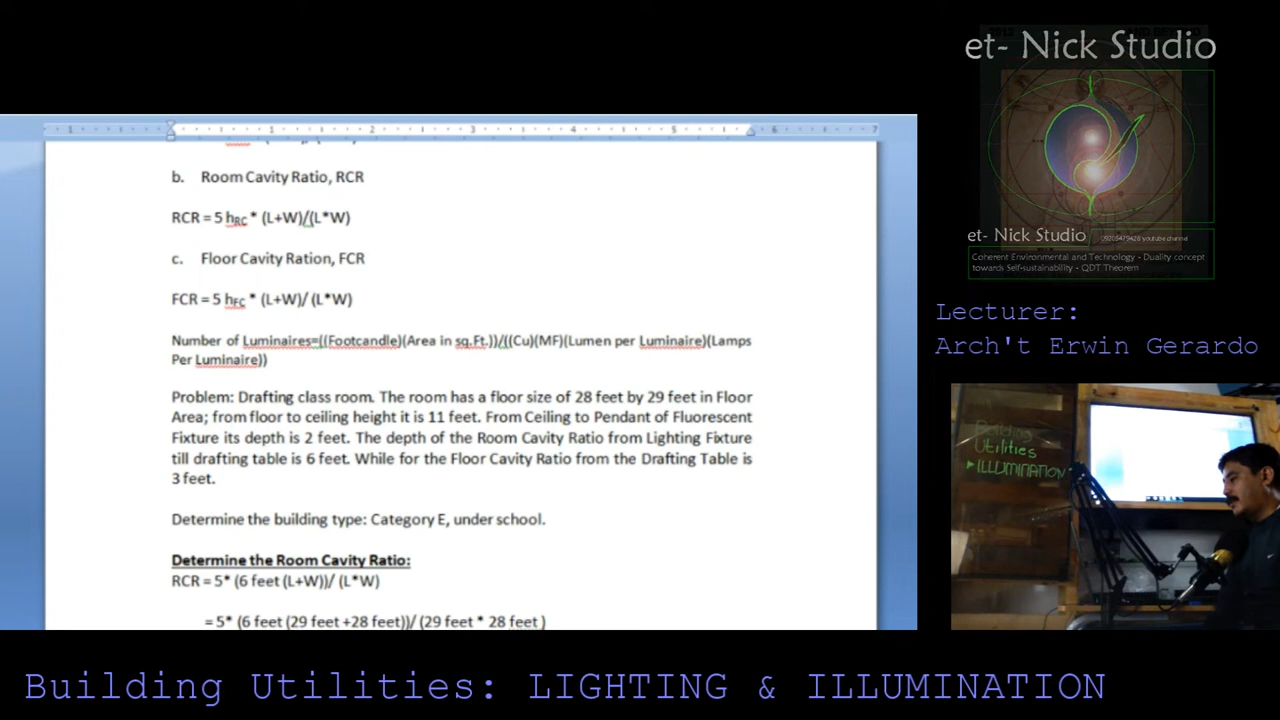 et- Nick Studio
b. Room Cavity Ratio, RCR
RCR = 5 hRC * (L+W)/(L*W)
c. Floor Cavity Ration, FCR
FCR = 5 hFC * (L+W)/ (L*W)
Number of Luminaires=((Footcandle)(Area in sq.Ft.))/((Cu)(MF)(Lumen per Luminaire)(Lamps
Per Luminaire))
Problem: Drafting class room. The room has a floor size of 28 feet by 29 feet in Floor
Area; from floor to ceiling height it is 11 feet. From Ceiling to Pendant of Fluorescent
Fixture its depth is 2 feet. The depth of the Room Cavity Ratio from Lighting Fixture
till drafting table is 6 feet. While for the Floor Cavity Ratio from the Drafting Table is
3 feet.
Determine the building type: Category E, under school.
Determine the Room Cavity Ratio:
RCR = 5* (6 feet (L+W))/ (L*W)
= 5* (6 feet (29 feet +28 feet))/ (29 feet * 28 feet )
et- Nick Studio
youtube channel
Coherent Environmental and Technology - Duality concept
towards Self-sustainability - QDT Theorem
Lecturer:
Arch't Erwin Gerardo
Building
Utilities
ILLUMINATION
Building Utilities: LIGHTING & ILLUMINATION